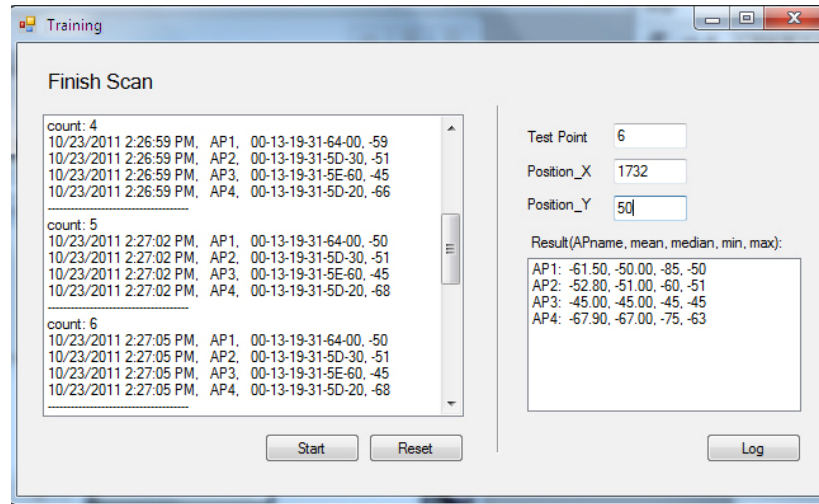 Training
Finish Scan
count: 4
10/23/2011 2:26:59 PM, AP1, 00-13-19-31-64-00, -59
10/23/2011 2:26:59 PM, AP2, 00-13-19-31-5D-30, -51
10/23/2011 2:26:59 PM, AP3, 00-13-19-31-5E-60, -45
10/23/2011 2:26:59 PM, AP4, 00-13-19-31-5D-20, -66
------------------------------------
count: 5
10/23/2011 2:27:02 PM, AP1, 00-13-19-31-64-00, -50
10/23/2011 2:27:02 PM, AP2, 00-13-19-31-5D-30, -51
10/23/2011 2:27:02 PM, AP3, 00-13-19-31-5E-60, -45
10/23/2011 2:27:02 PM, AP4, 00-13-19-31-5D-20, -68
------------------------------------
count: 6
10/23/2011 2:27:05 PM, AP1, 00-13-19-31-64-00, -50
10/23/2011 2:27:05 PM, AP2, 00-13-19-31-5D-30, -51
10/23/2011 2:27:05 PM, AP3, 00-13-19-31-5E-60, -45
10/23/2011 2:27:05 PM, AP4, 00-13-19-31-5D-20, -68
------------------------------------
Start Reset
Test Point 6
Position_X 1732
Position_Y 50
Result(APname, mean, median, min, max):
AP1: -61.50, -50.00, -85, -50
AP2: -52.80, -51.00, -60, -51
AP3: -45.00, -45.00, -45, -45
AP4: -67.90, -67.00, -75, -63
Log